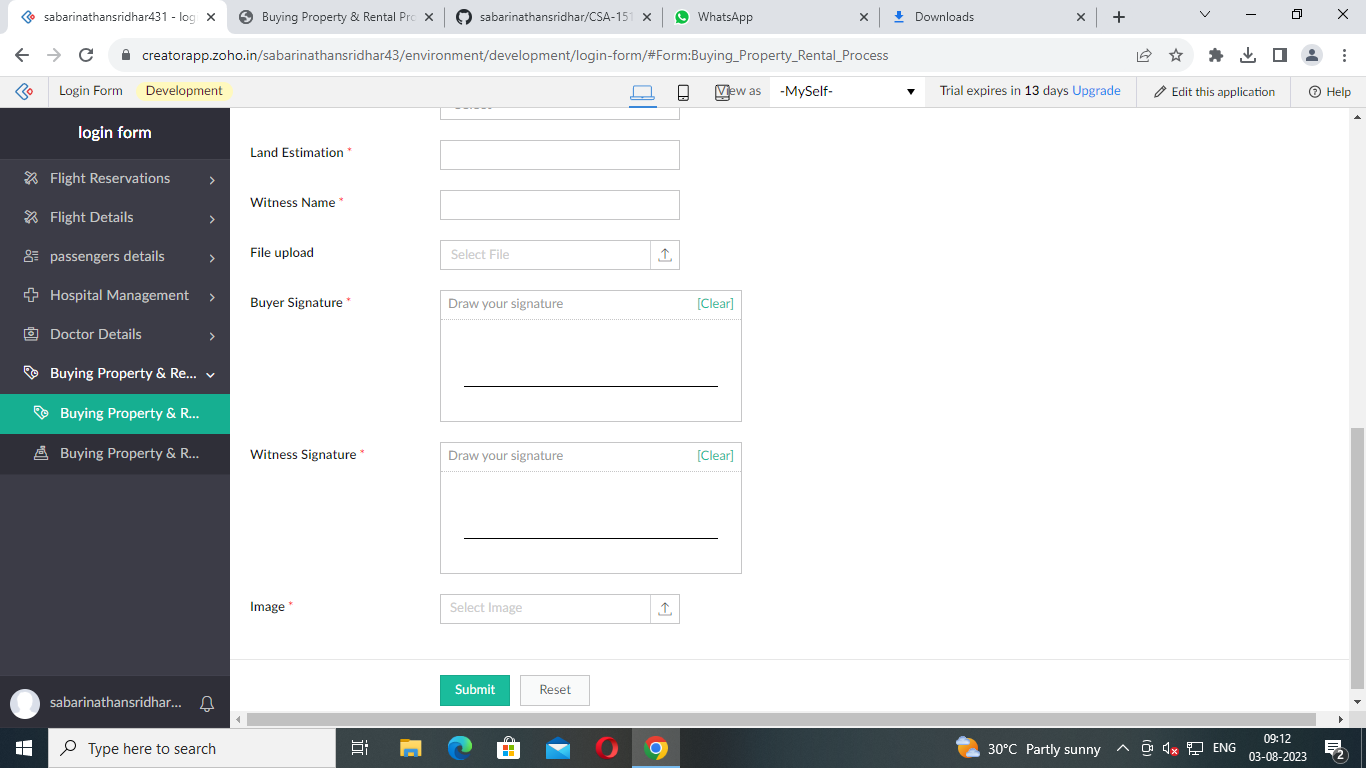 sabarinathansridhar431 - log
Buying Property & Rental Pro
sabarinathansridhar/CSA-151
WhatsApp
Downloads
creatorapp.zoho.in/sabarinathansridhar43/environment/development/login-form/#Form:Buying_Property_Rental_Process
Login Form
Development
View as
-MySelf-
Trial expires in 13 days Upgrade
Edit this application
Help
login form
Flight Reservations
Flight Details
passengers details
Hospital Management
Doctor Details
Buying Property & Re...
Buying Property & R...
Buying Property & R...
sabarinathansridhar...
Land Estimation *
Witness Name *
File upload
Select File
Buyer Signature *
Draw your signature
[Clear]
Witness Signature *
Draw your signature
[Clear]
Image *
Select Image
Submit
Reset
Type here to search
30°C Partly sunny
ENG
09:12
03-08-2023
2